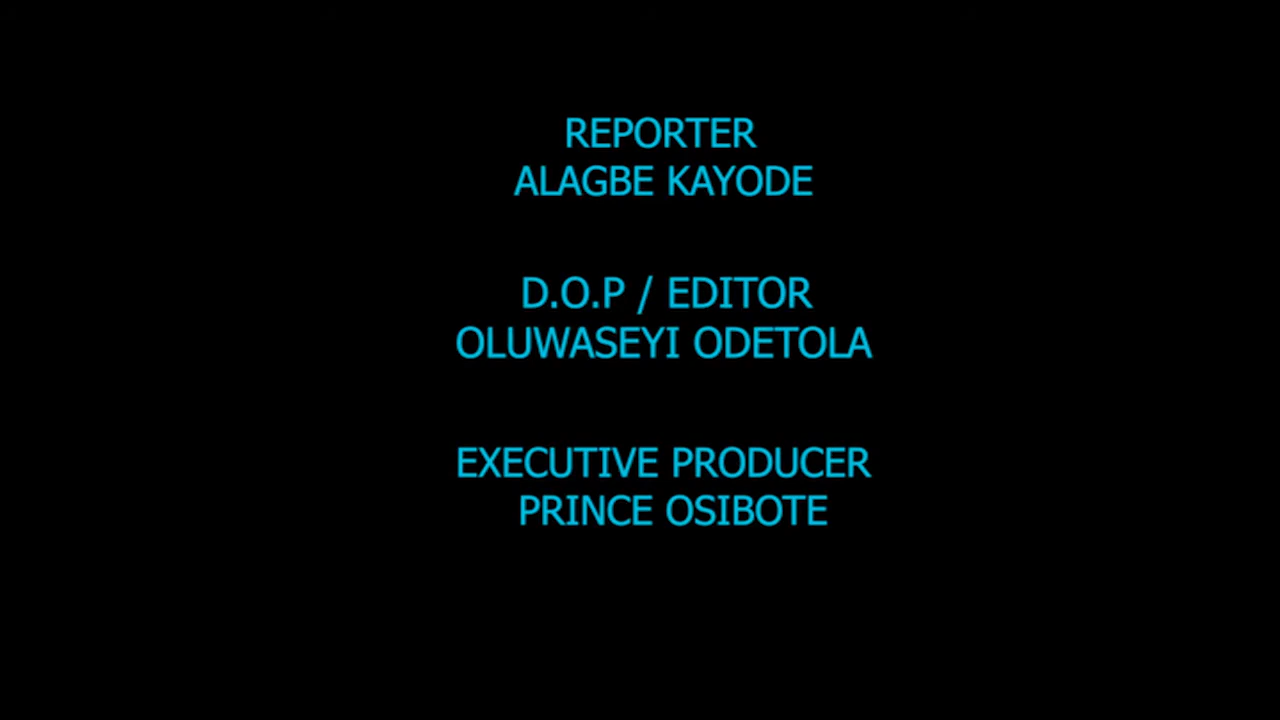 REPORTER
ALAGBE KAYODE
D.O.P / EDITOR
OLUWASEYI ODETOLA
EXECUTIVE PRODUCER
PRINCE OSIBOTE